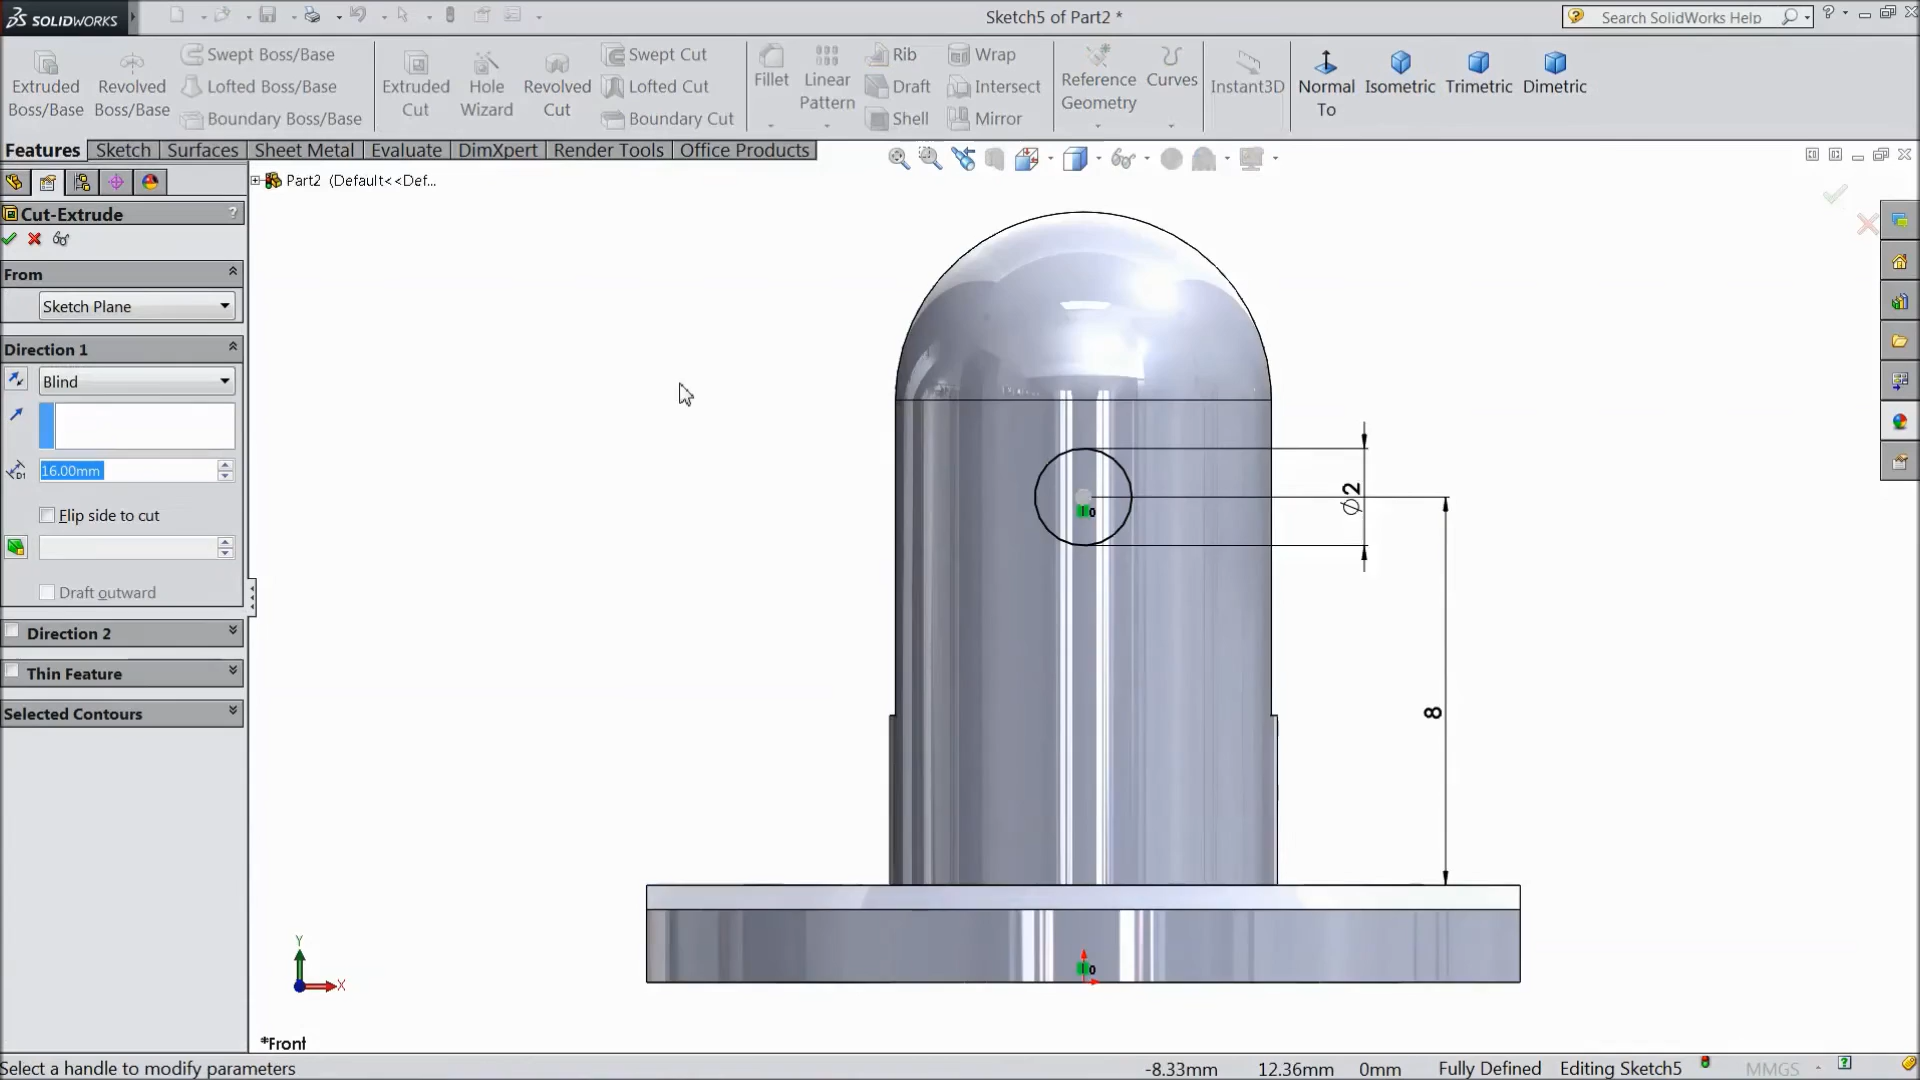 SOLIDWORKS
Sketch5 of Part2 *
Search SolidWorks Help
Extruded Boss/Base
Revolved Boss/Base
Swept Boss/Base
Lofted Boss/Base
Boundary Boss/Base
Extruded Cut
Hole Wizard
Revolved Cut
Swept Cut
Lofted Cut
Boundary Cut
Fillet
Linear Pattern
Rib
Draft
Shell
Wrap
Intersect
Mirror
Reference Geometry
Curves
Instant3D
Normal To
Isometric
Trimetric
Dimetric
Features
Sketch
Surfaces
Sheet Metal
Evaluate
DimXpert
Render Tools
Office Products
Part2 (Default<<Def...
Cut-Extrude
?
From
Sketch Plane
Direction 1
Blind
D1
16.00mm
Flip side to cut
Draft outward
Direction 2
Thin Feature
Selected Contours
∅2
8
0
0
Y
X
*Front
Select a handle to modify parameters
-8.33mm
12.36mm
0mm
Fully Defined
Editing Sketch5
MMGS